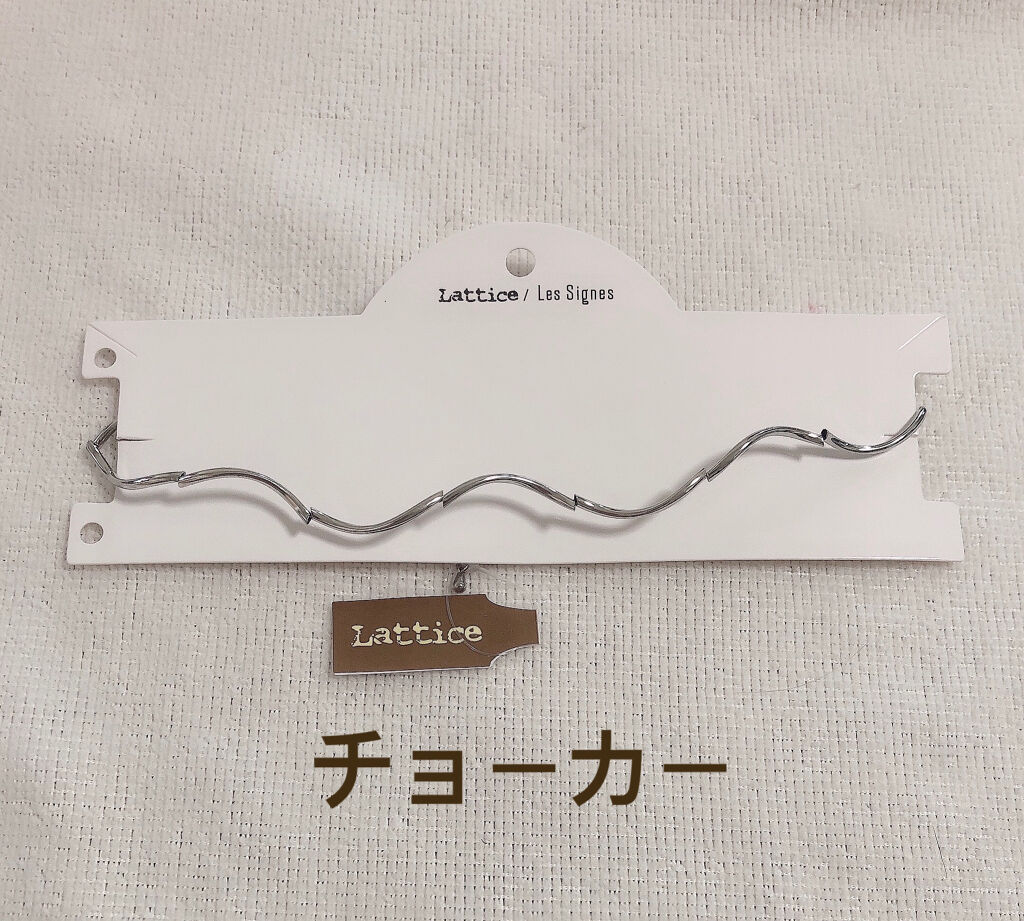 Lattice / Les Signes
Lattice
チョーカー